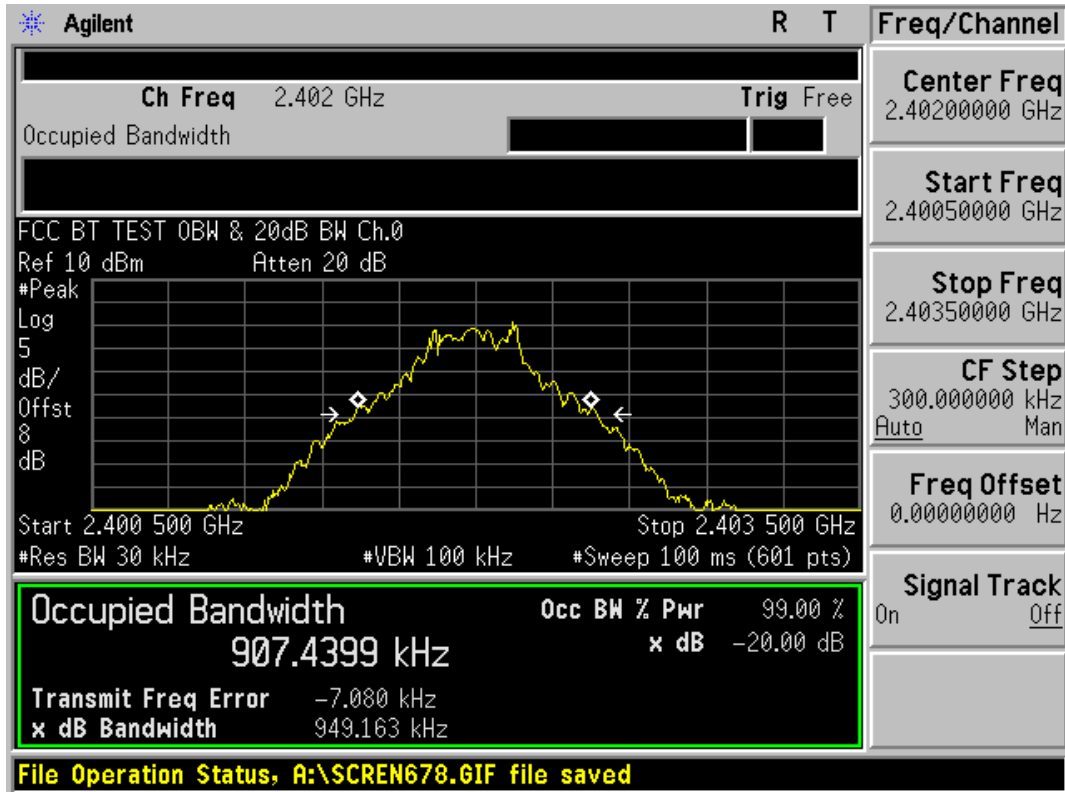 Agilent R T
Freq/Channel
Ch Freq 2.402 GHz Trig Free
Occupied Bandwidth
Center Freq
2.40200000 GHz
Start Freq
2.40050000 GHz
Stop Freq
2.40350000 GHz
CF Step
300.000000 kHz
Auto Man
Freq Offset
0.00000000 Hz
Signal Track
On Off
FCC BT TEST OBW & 20dB BW Ch.0
Ref 10 dBm Atten 20 dB
#Peak
Log
5
dB/
Offst
8
dB
Start 2.400 500 GHz Stop 2.403 500 GHz
#Res BW 30 kHz #VBW 100 kHz #Sweep 100 ms (601 pts)
Occupied Bandwidth Occ BW % Pwr 99.00 %
907.4399 kHz x dB -20.00 dB
Transmit Freq Error -7.080 kHz
x dB Bandwidth 949.163 kHz
File Operation Status, A:\SCREN678.GIF file saved